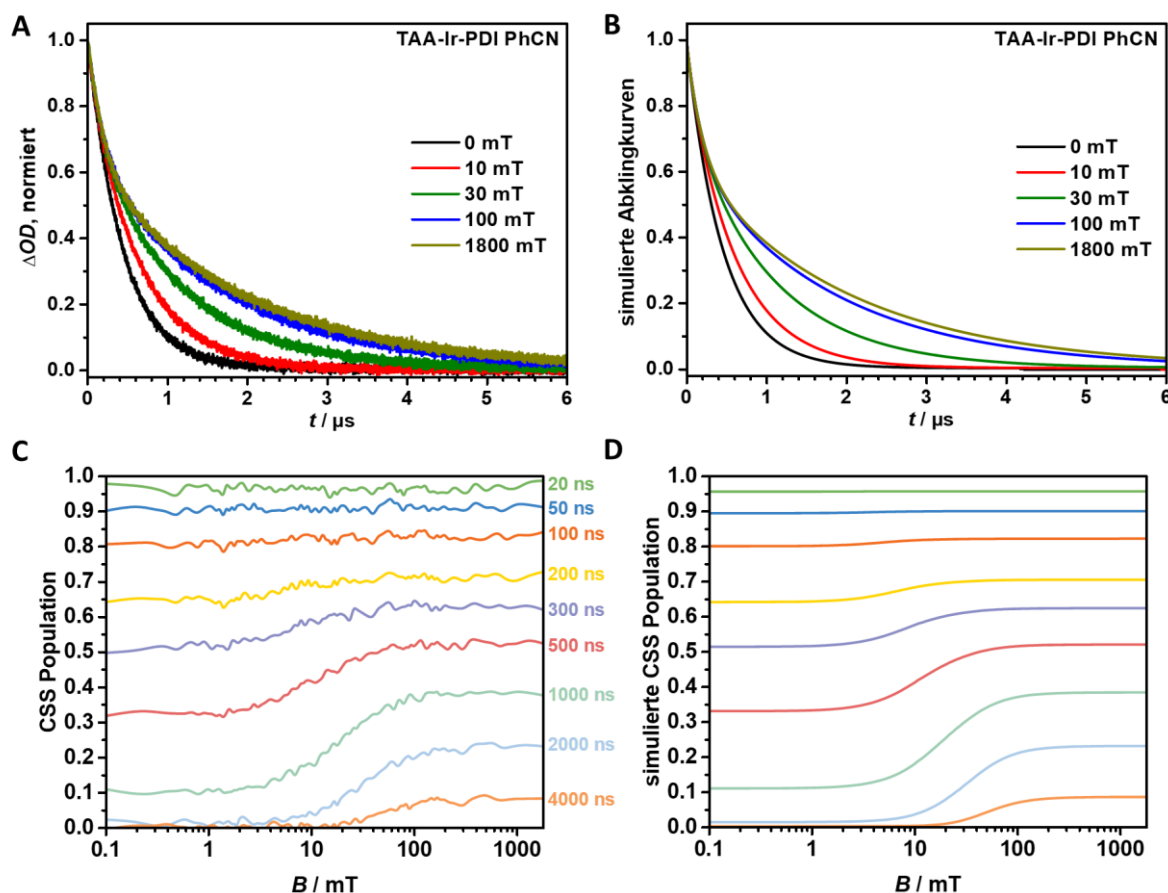 A
TAA-Ir-PDI PhCN
1.0
0.8
0.6
0.4
0.2
0.0
ΔOD, normiert
0 mT
10 mT
30 mT
100 mT
1800 mT
0 1 2 3 4 5 6
t / µs
B
TAA-Ir-PDI PhCN
1.0
0.8
0.6
0.4
0.2
0.0
simulierte Abklingkurven
0 mT
10 mT
30 mT
100 mT
1800 mT
0 1 2 3 4 5 6
t / µs
C
1.0
0.9
0.8
0.7
0.6
0.5
0.4
0.3
0.2
0.1
0.0
CSS Population
20 ns
50 ns
100 ns
200 ns
300 ns
500 ns
1000 ns
2000 ns
4000 ns
0.1 1 10 100 1000
B / mT
D
1.0
0.9
0.8
0.7
0.6
0.5
0.4
0.3
0.2
0.1
0.0
simulierte CSS Population
0.1 1 10 100 1000
B / mT